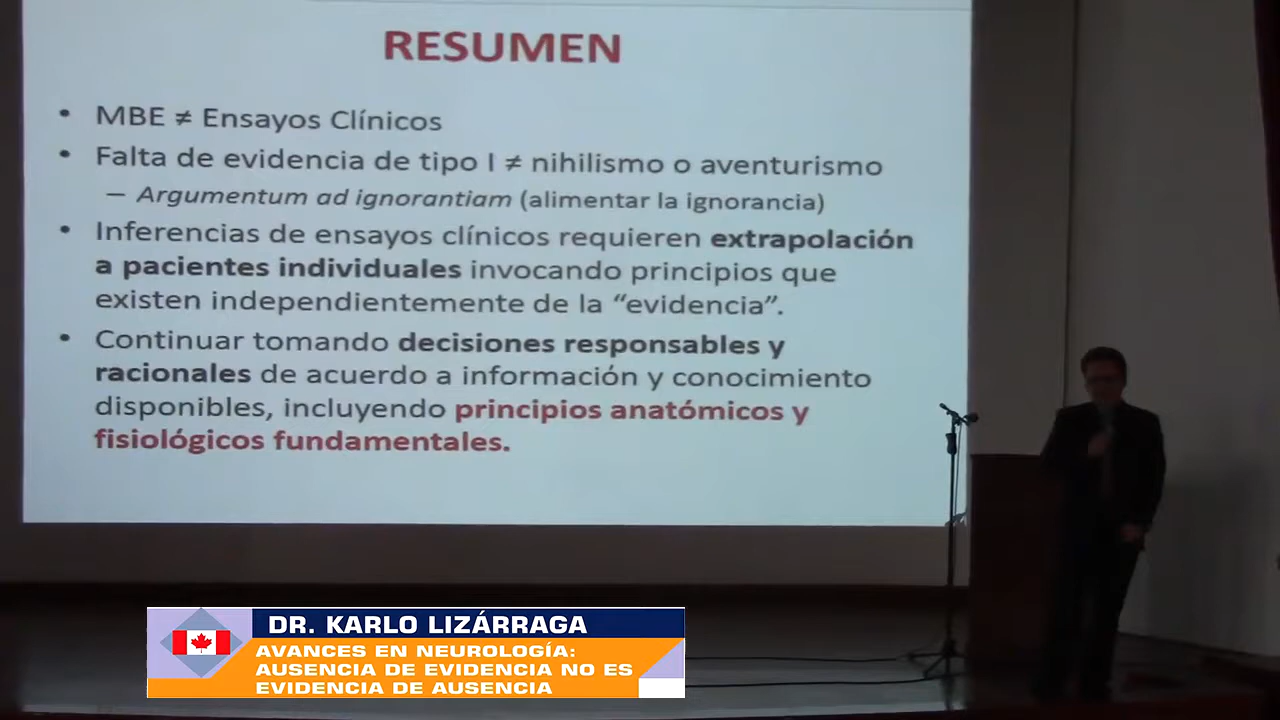 RESUMEN
• MBE ≠ Ensayos Clínicos
• Falta de evidencia de tipo I ≠ nihilismo o aventurismo
– Argumentum ad ignorantiam (alimentar la ignorancia)
• Inferencias de ensayos clínicos requieren extrapolación
a pacientes individuales invocando principios que
existen independientemente de la “evidencia”.
• Continuar tomando decisiones responsables y
racionales de acuerdo a información y conocimiento
disponibles, incluyendo principios anatómicos y
fisiológicos fundamentales.
DR. KARLO LIZÁRRAGA
AVANCES EN NEUROLOGÍA:
AUSENCIA DE EVIDENCIA NO ES
EVIDENCIA DE AUSENCIA